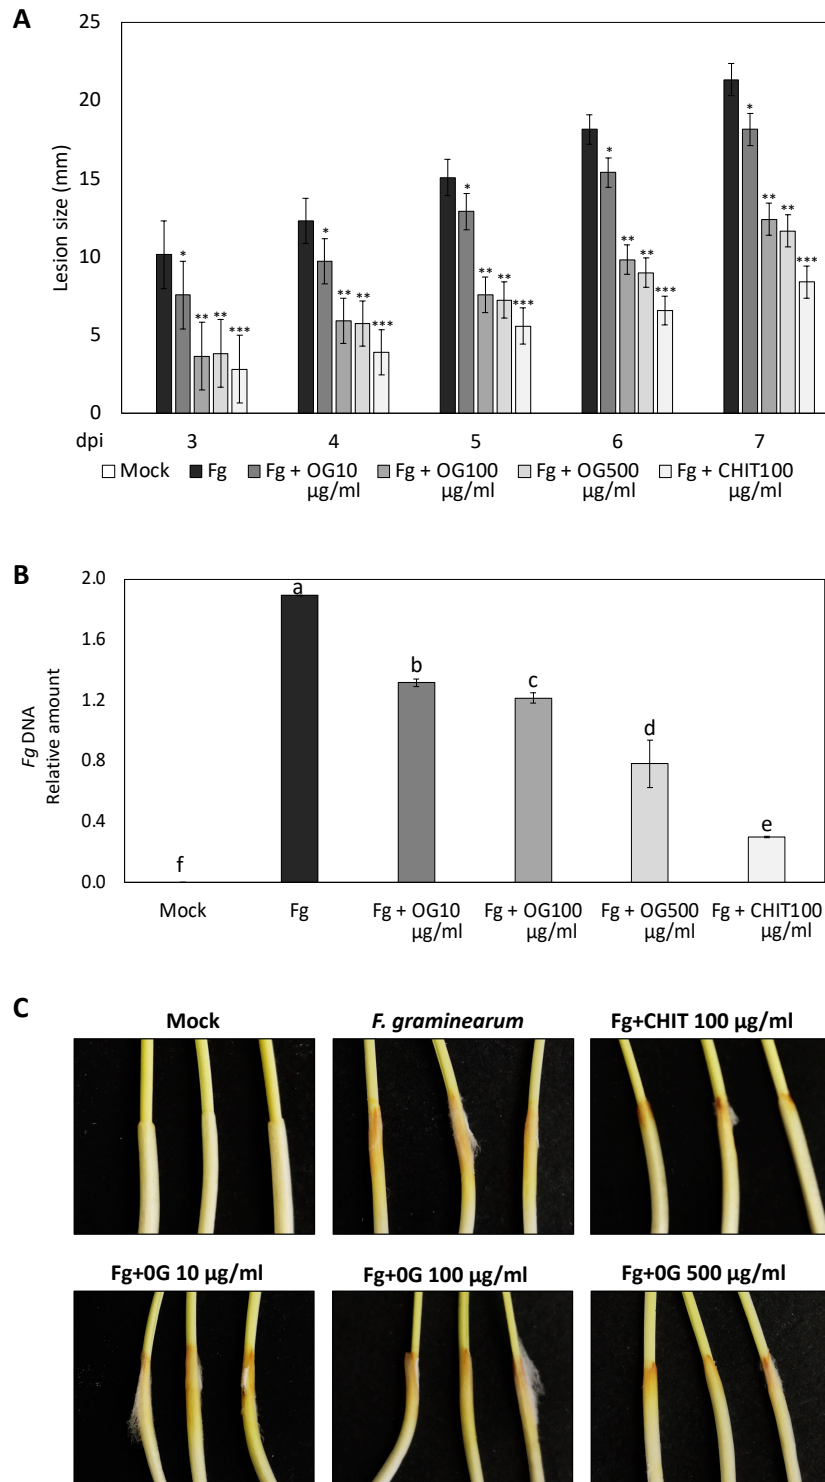 A
25
20
15
10
5
0
Lesion size (mm)
* ** ** ***
* ** ** ***
* ** ** ***
* ** ** ***
* ** ** ***
dpi 3 4 5 6 7
Mock Fg Fg + OG10 µg/ml Fg + OG100 µg/ml Fg + OG500 µg/ml Fg + CHIT100 µg/ml
B
2.0
1.6
1.2
0.8
0.4
0.0
Fg DNA
Relative amount
f a b c d e
Mock Fg Fg + OG10 µg/ml Fg + OG100 µg/ml Fg + OG500 µg/ml Fg + CHIT100 µg/ml
C
Mock F. graminearum Fg+CHIT 100 µg/ml
Fg+0G 10 µg/ml Fg+0G 100 µg/ml Fg+0G 500 µg/ml